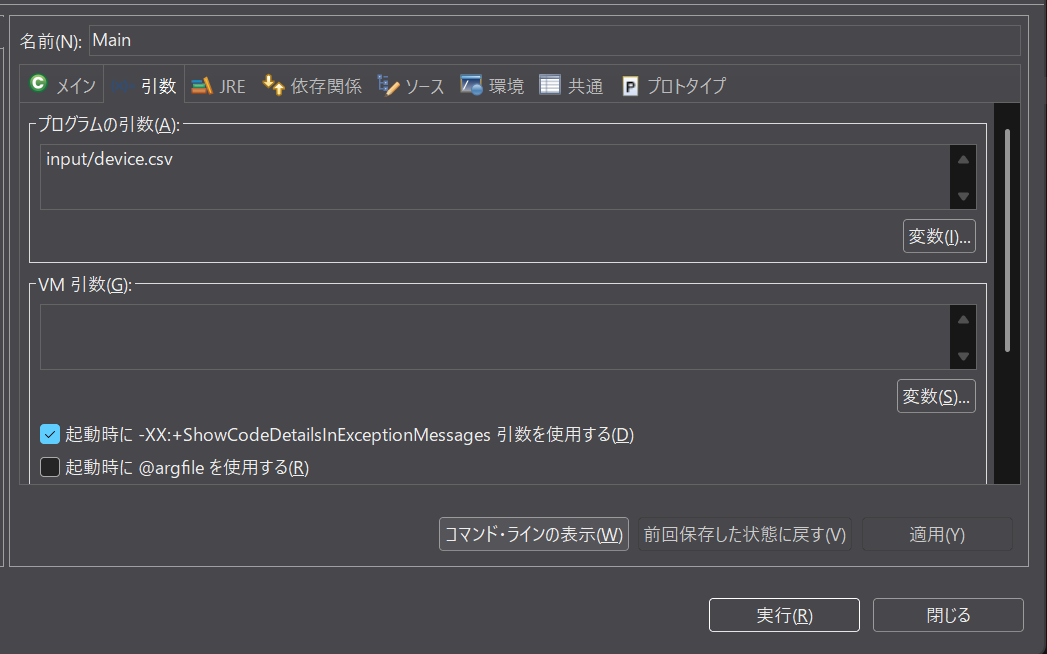 名前(N): Main
メイン 引数 JRE 依存関係 ソース 環境 共通 P プロトタイプ
プログラムの引数(A):
input/device.csv
変数(I)...
VM 引数(G):
変数(S)...
起動時に -XX:+ShowCodeDetailsInExceptionMessages 引数を使用する(D)
起動時に @argfile を使用する(R)
コマンド・ラインの表示(W) 前回保存した状態に戻す(V) 適用(Y)
実行(R) 閉じる